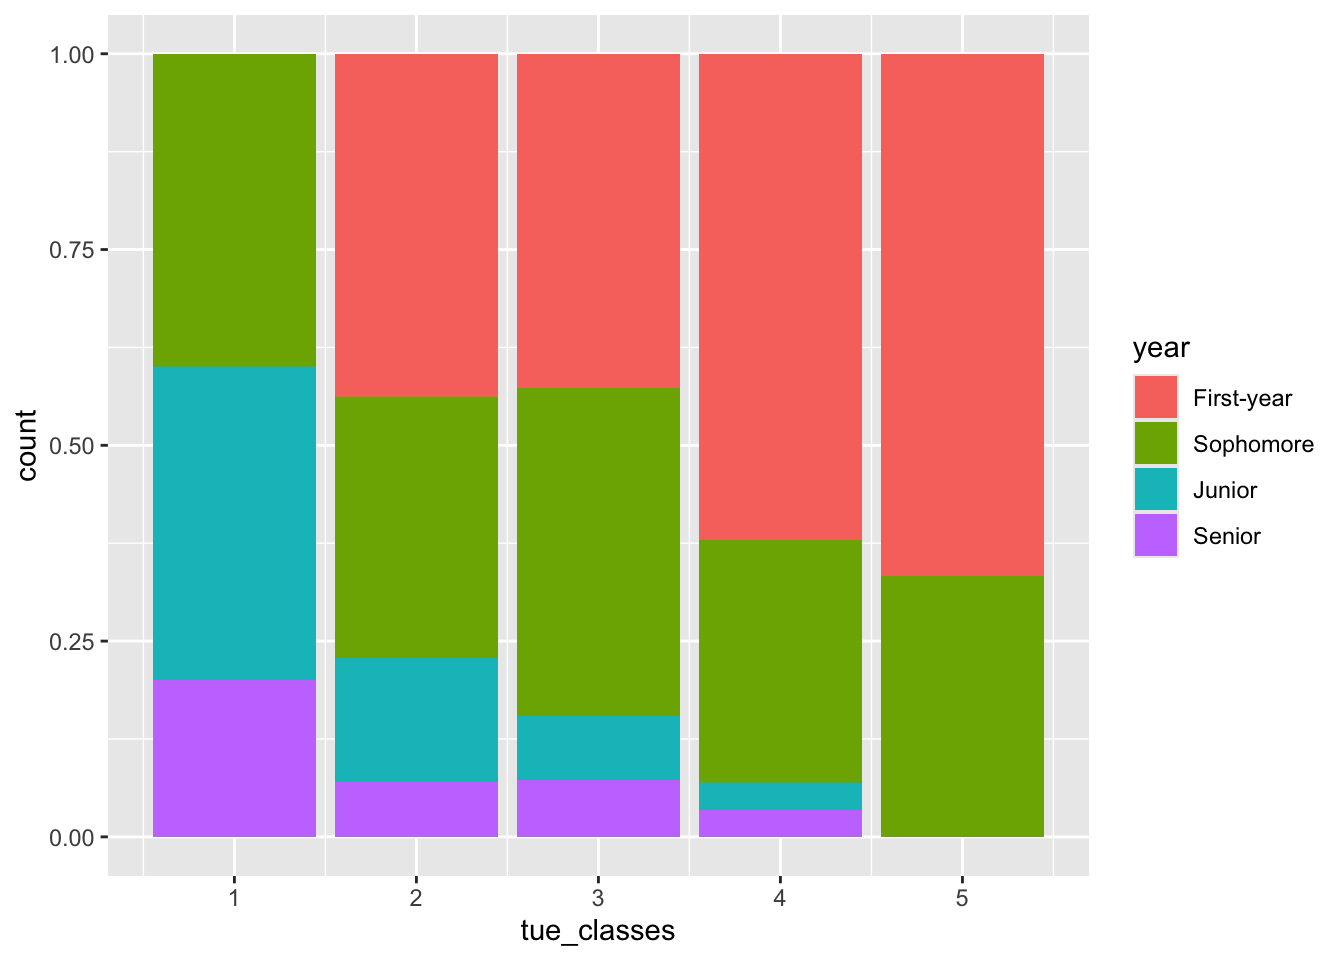 1.00
0.75
0.50
0.25
0.00
count
1 2 3 4 5
tue_classes
year
First-year
Sophomore
Junior
Senior